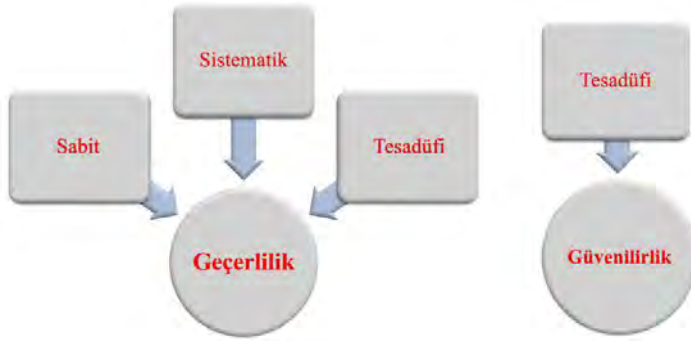 Sistematik
Sabit
Tesadüfi
Geçerlilik
Tesadüfi
Güvenilirlik